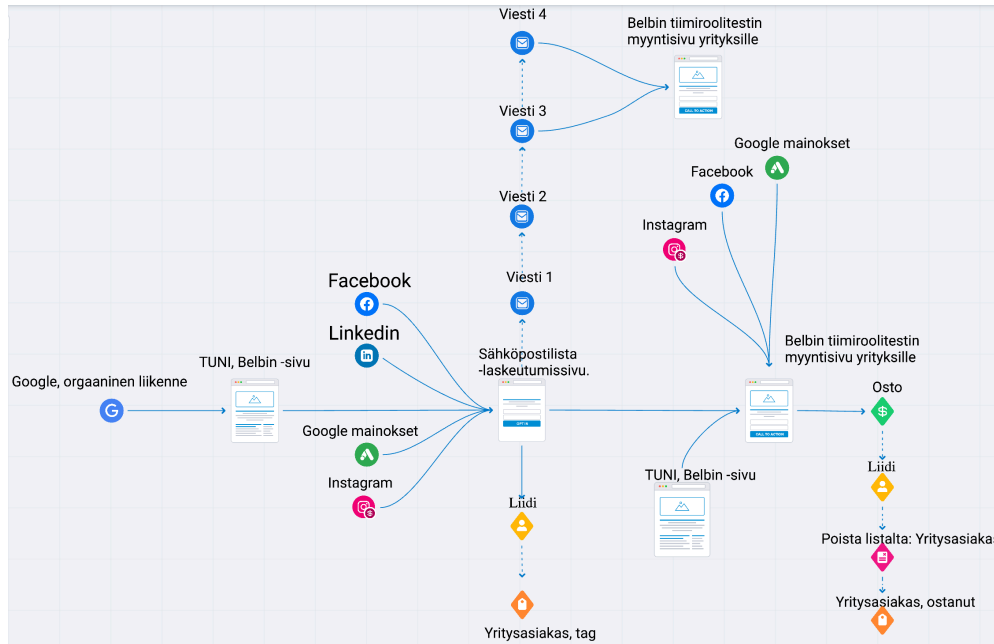 Viesti 4
Belbin tiimiroolitestin
myyntisivu yrityksille
CALL TO ACTION
Viesti 3
Google mainokset
Facebook
Viesti 2
Instagram
Viesti 1
Facebook
Linkedin
Belbin tiimiroolitestin
myyntisivu yrityksille
Sähköpostilista
-laskeutumissivu.
TUNI, Belbin -sivu
Google, orgaaninen liikenne
Osto
OPT IN
CALL TO ACTION
Google mainokset
Instagram
Liidi
TUNI, Belbin -sivu
Liidi
Poista listalta: Yritysasiakas
Yritysasiakas, ostanut
Yritysasiakas, tag